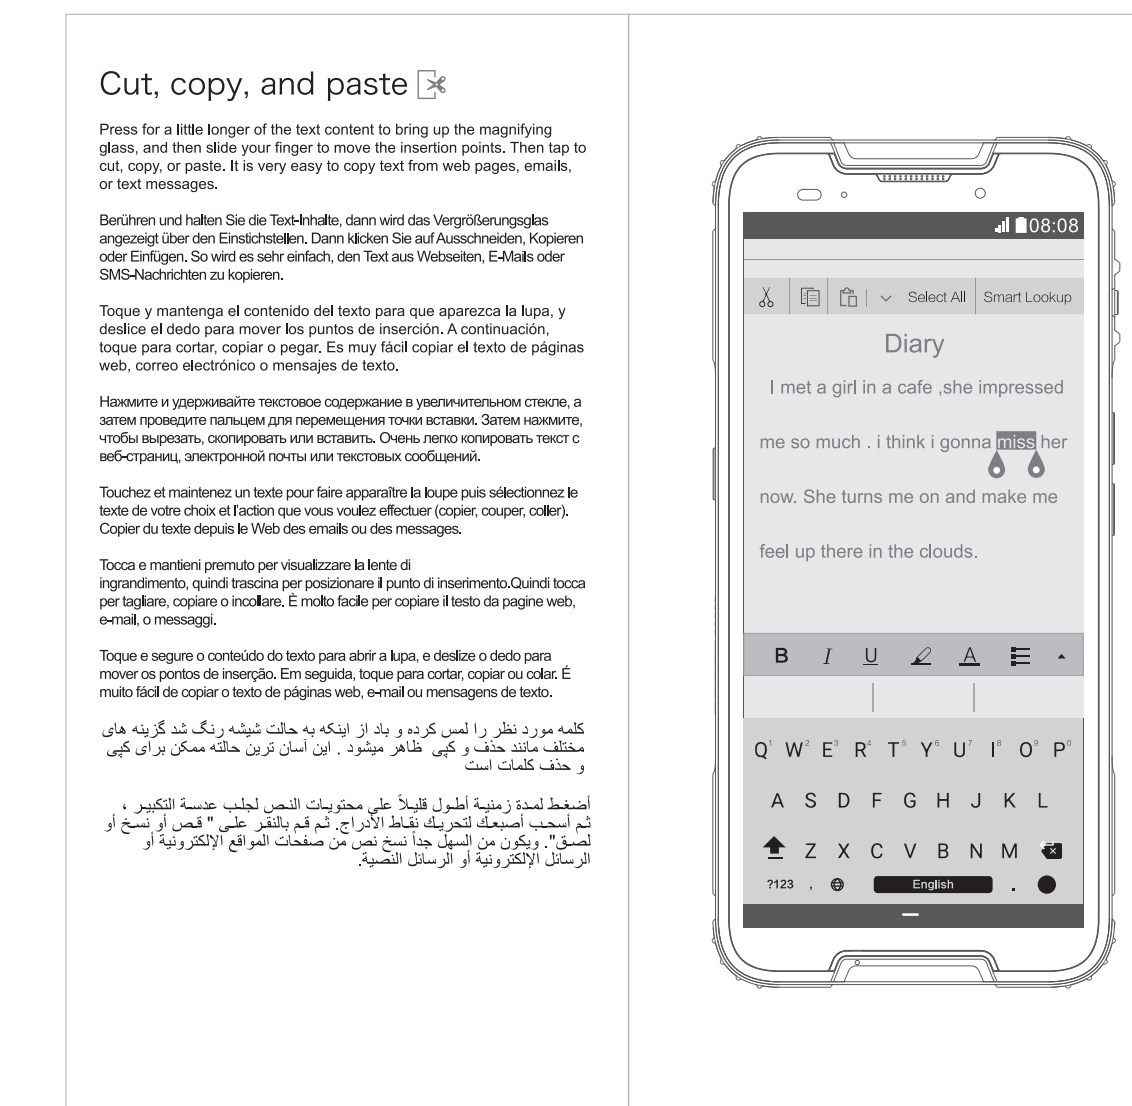 Cut, copy, and paste
Press for a little longer of the text content to bring up the magnifying
glass, and then slide your finger to move the insertion points. Then tap to
cut, copy, or paste. It is very easy to copy text from web pages, emails,
or text messages.
Berühren und halten Sie die Text-Inhalte, dann wird das Vergrößerungsglas
angezeigt über den Einstichstellen. Dann klicken Sie auf Ausschneiden, Kopieren
oder Einfügen. So wird es sehr einfach, den Text aus Webseiten, E-Mails oder
SMS-Nachrichten zu kopieren.
Toque y mantenga el contenido del texto para que aparezca la lupa, y
deslice el dedo para mover los puntos de inserción. A continuación,
toque para cortar, copiar o pegar. Es muy fácil copiar el texto de páginas
web, correo electrónico o mensajes de texto.
Нажмите и удерживайте текстовое содержание в увеличительном стекле, а
затем проведите пальцем для перемещения точки вставки. Затем нажмите,
чтобы вырезать, скопировать или вставить. Очень легко копировать текст с
веб-страниц, электронной почты или текстовых сообщений.
Touchez et maintenez un texte pour faire apparaître la loupe puis sélectionnez le
texte de votre choix et l'action que vous voulez effectuer (copier, couper, coller).
Copier du texte depuis le Web des emails ou des messages.
Tocca e mantieni premuto per visualizzare la lente di
ingrandimento, quindi trascina per posizionare il punto di inserimento.Quindi tocca
per tagliare, copiare o incollare. È molto facile per copiare il testo da pagine web,
e-mail, o messaggi.
Toque e segure o conteúdo do texto para abrir a lupa, e deslize o dedo para
mover os pontos de inserção. Em seguida, toque para cortar, copiar ou colar. É
muito fácil de copiar o texto de páginas web, e-mail ou mensagens de texto.
کلمه مورد نظر را لمس کرده و باد از اینکه به حالت شیشه رنگ شد گزینه های
مختلف مانند حذف و کپی ظاهر میشود . این آسان ترین حالته ممکن برای کپی
و حذف کلمات است
أضغط لمدة زمنية أطول قليلاً على محتويات النص لجلب عدسة التكبير ،
ثم أسحب أصبعك لتحريك نقاط الأدراج. ثم قم بالنقر على " قص أو نسخ أو
لصق". ويكون من السهل جداً نسخ نص من صفحات المواقع الإلكترونية أو
الرسائل الإلكترونية أو الرسائل النصية.
08:08
Select All Smart Lookup
Diary
I met a girl in a cafe ,she impressed
me so much . i think i gonna miss her
now. She turns me on and make me
feel up there in the clouds.
B I U A
Q1 W2 E3 R4 T5 Y6 U7 I8 O9 P0
A S D F G H J K L
Z X C V B N M
?123 , English .